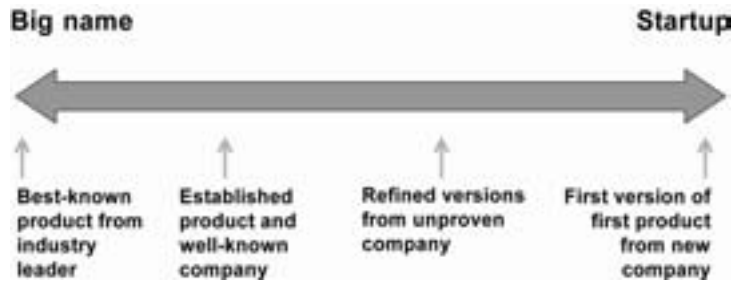 Big name
Startup
Best-known
product from
industry
leader
Established
product and
well-known
company
Refined versions
from unproven
company
First version of
first product
from new
company